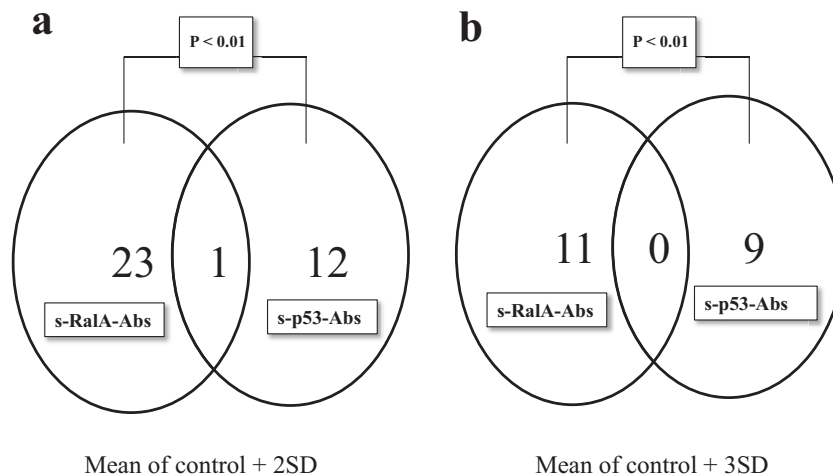 a
P < 0.01
23
1
12
s-RalA-Abs
s-p53-Abs
Mean of control + 2SD
b
P < 0.01
11
0
9
s-RalA-Abs
s-p53-Abs
Mean of control + 3SD